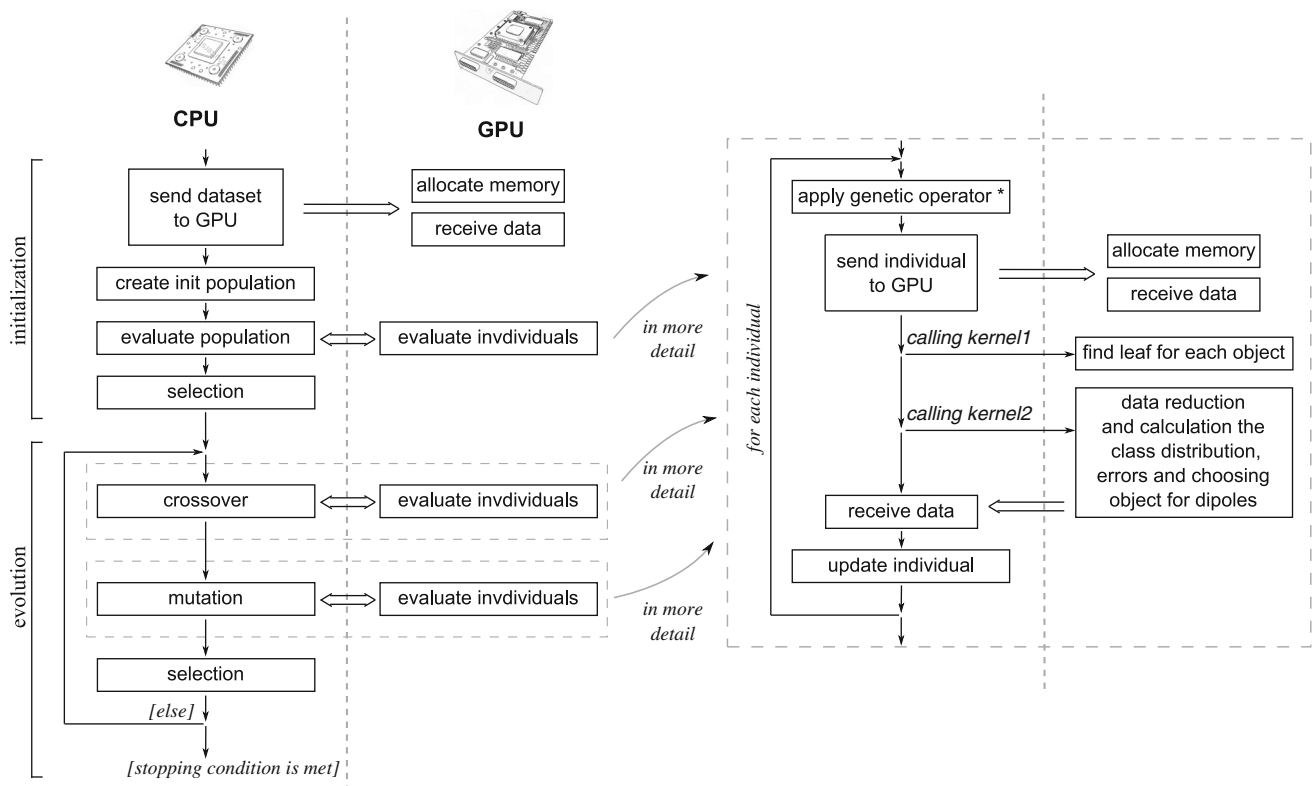 CPU
GPU
initialization
send dataset
to GPU
allocate memory
receive data
create init population
evaluate population
evaluate invdividuals
selection
in more
detail
evolution
crossover
evaluate invdividuals
in more
detail
mutation
evaluate invdividuals
in more
detail
selection
[else]
[stopping condition is met]
for each individual
apply genetic operator *
send individual
to GPU
allocate memory
receive data
calling kernel1
find leaf for each object
calling kernel2
data reduction
and calculation the
class distribution,
errors and choosing
object for dipoles
receive data
update individual